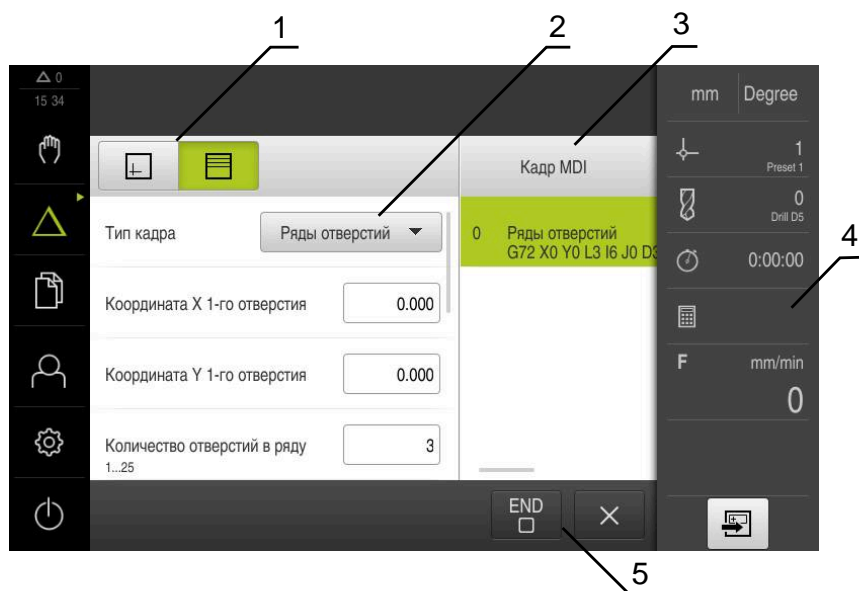 1
2
3
0
15 34
mm Degree
1
Preset 1
Кадр MDI
0
Drill D5
Тип кадра
Ряды отверстий
0 Ряды отверстий
G72 X0 Y0 L3 I6 J0 D3
4
0:00:00
Координата X 1-го отверстия
0.000
F mm/min
0
Координата Y 1-го отверстия
0.000
Количество отверстий в ряду
1...25
3
END
5